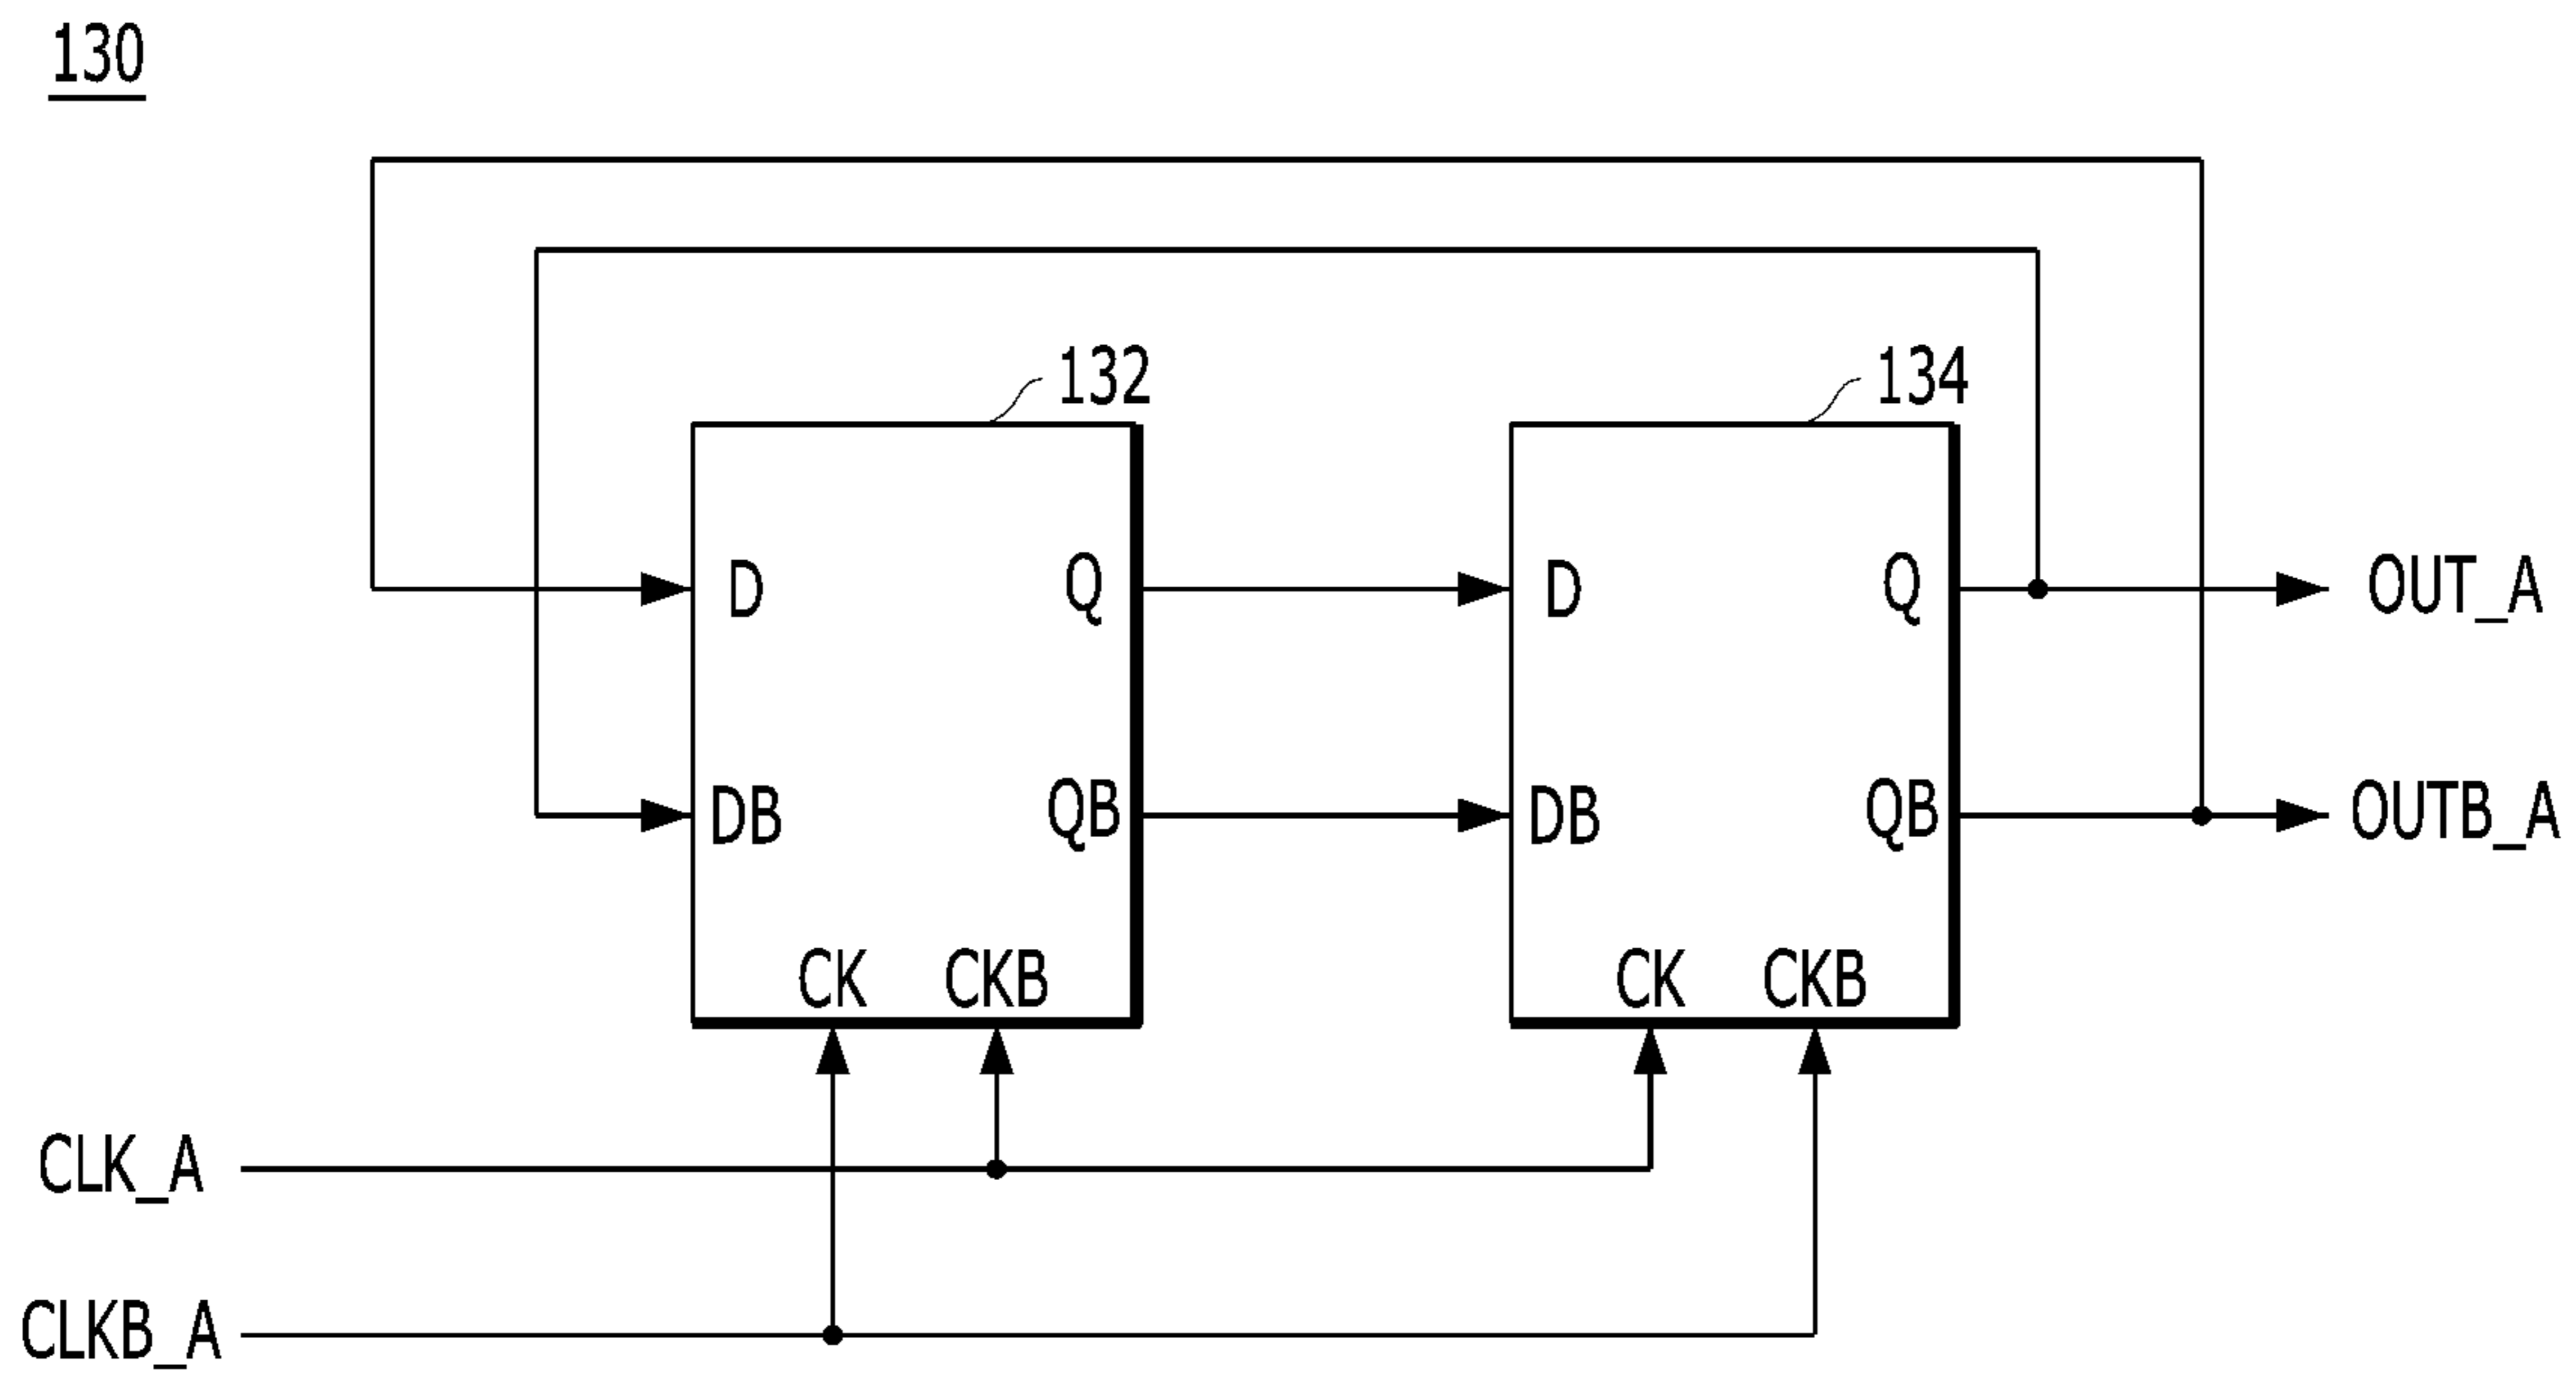 130
132
134
D
Q
D
Q
OUT_A
DB
QB
DB
QB
OUTB_A
CK
CKB
CK
CKB
CLK_A
CLKB_A